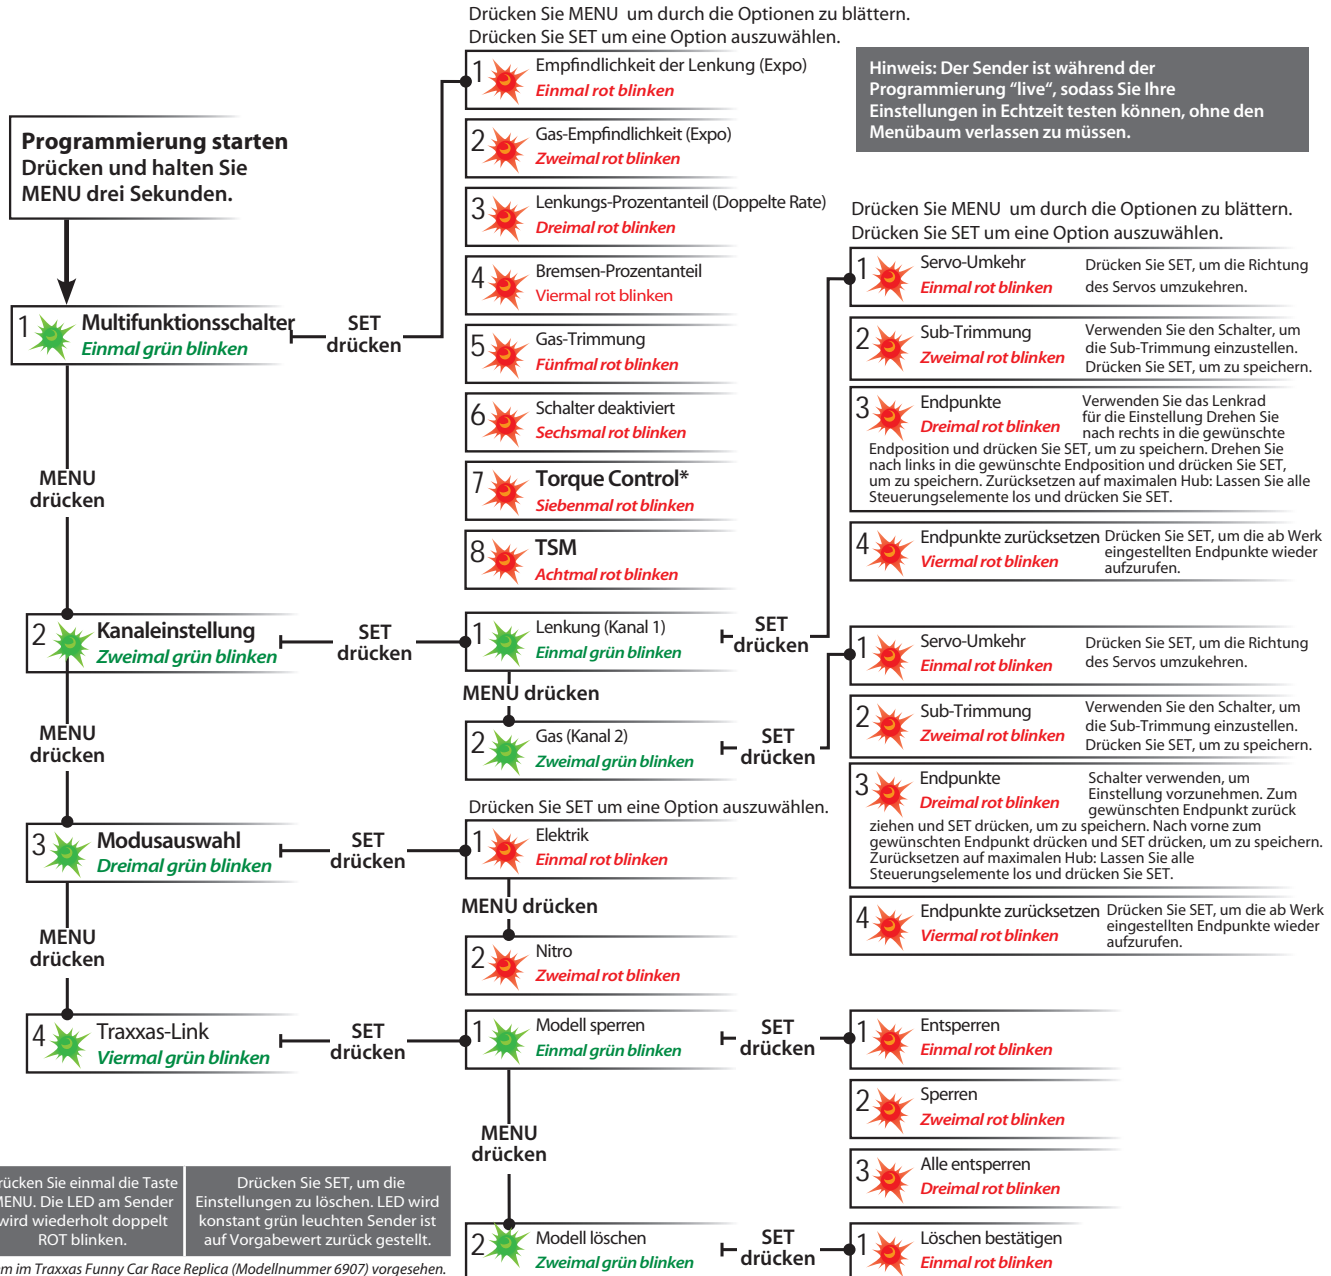 Drücken Sie MENU um durch die Optionen zu blättern.
Drücken Sie SET um eine Option auszuwählen.
Hinweis: Der Sender ist während der
Programmierung “live“, sodass Sie Ihre
Einstellungen in Echtzeit testen können, ohne den
Menübaum verlassen zu müssen.
Programmierung starten
Drücken und halten Sie
MENU drei Sekunden.
1 Multifunktionsschalter
Einmal grün blinken
SET
drücken
1 Empfindlichkeit der Lenkung (Expo)
Einmal rot blinken
2 Gas-Empfindlichkeit (Expo)
Zweimal rot blinken
3 Lenkungs-Prozentanteil (Doppelte Rate)
Dreimal rot blinken
4 Bremsen-Prozentanteil
Viermal rot blinken
5 Gas-Trimmung
Fünfmal rot blinken
6 Schalter deaktiviert
Sechsmal rot blinken
7 Torque Control*
Siebenmal rot blinken
8 TSM
Achtmal rot blinken
MENU
drücken
2 Kanaleinstellung
Zweimal grün blinken
SET
drücken
1 Lenkung (Kanal 1)
Einmal grün blinken
SET
drücken
MENU drücken
2 Gas (Kanal 2)
Zweimal grün blinken
SET
drücken
Drücken Sie MENU um durch die Optionen zu blättern.
Drücken Sie SET um eine Option auszuwählen.
1 Servo-Umkehr
Einmal rot blinken
Drücken Sie SET, um die Richtung
des Servos umzukehren.
2 Sub-Trimmung
Zweimal rot blinken
Verwenden Sie den Schalter, um
die Sub-Trimmung einzustellen.
Drücken Sie SET, um zu speichern.
3 Endpunkte
Dreimal rot blinken
Verwenden Sie das Lenkrad
für die Einstellung Drehen Sie
nach rechts in die gewünschte
Endposition und drücken Sie SET, um zu speichern. Drehen Sie
nach links in die gewünschte Endposition und drücken Sie SET,
um zu speichern. Zurücksetzen auf maximalen Hub: Lassen Sie alle
Steuerungselemente los und drücken Sie SET.
4 Endpunkte zurücksetzen
Viermal rot blinken
Drücken Sie SET, um die ab Werk
eingestellten Endpunkte wieder
aufzurufen.
1 Servo-Umkehr
Einmal rot blinken
Drücken Sie SET, um die Richtung
des Servos umzukehren.
2 Sub-Trimmung
Zweimal rot blinken
Verwenden Sie den Schalter, um
die Sub-Trimmung einzustellen.
Drücken Sie SET, um zu speichern.
3 Endpunkte
Dreimal rot blinken
Schalter verwenden, um
Einstellung vorzunehmen. Zum
gewünschten Endpunkt zurück
ziehen und SET drücken, um zu speichern. Nach vorne zum
gewünschten Endpunkt drücken und SET drücken, um zu speichern.
Zurücksetzen auf maximalen Hub: Lassen Sie alle
Steuerungselemente los und drücken Sie SET.
4 Endpunkte zurücksetzen
Viermal rot blinken
Drücken Sie SET, um die ab Werk
eingestellten Endpunkte wieder
aufzurufen.
MENU
drücken
3 Modusauswahl
Dreimal grün blinken
SET
drücken
Drücken Sie SET um eine Option auszuwählen.
1 Elektrik
Einmal rot blinken
MENU drücken
2 Nitro
Zweimal rot blinken
MENU
drücken
4 Traxxas-Link
Viermal grün blinken
SET
drücken
1 Modell sperren
Einmal grün blinken
SET
drücken
1 Entsperren
Einmal rot blinken
2 Sperren
Zweimal rot blinken
3 Alle entsperren
Dreimal rot blinken
MENU
drücken
2 Modell löschen
Zweimal grün blinken
SET
drücken
1 Löschen bestätigen
Einmal rot blinken
rücken Sie einmal die Taste
MENU. Die LED am Sender
wird wiederholt doppelt
ROT blinken.
Drücken Sie SET, um die
Einstellungen zu löschen. LED wird
konstant grün leuchten Sender ist
auf Vorgabewert zurück gestellt.
im Traxxas Funny Car Race Replica (Modellnummer 6907) vorgesehen.